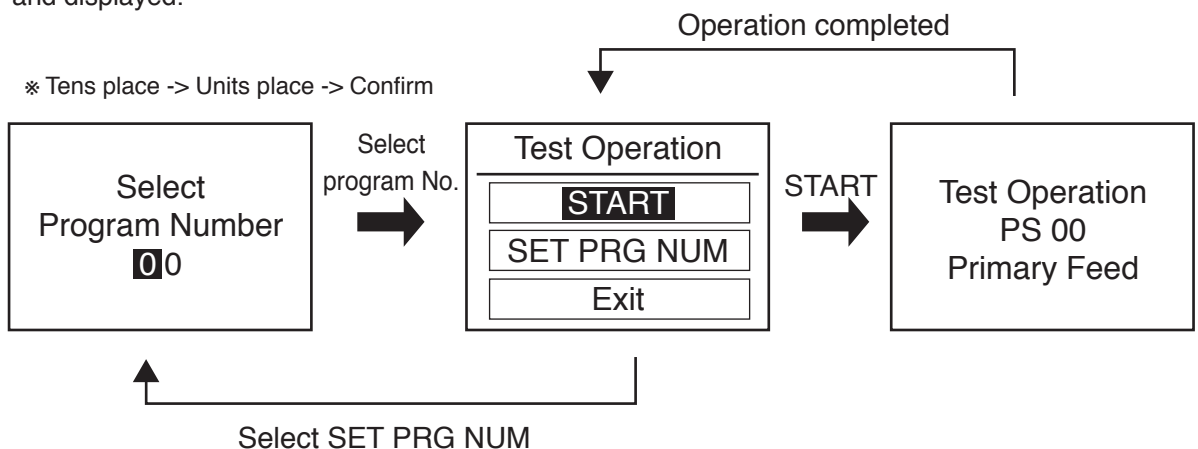 and displayed.
Operation completed
※ Tens place -> Units place -> Confirm
Select
Program Number
00
Select
program No.
Test Operation
START
SET PRG NUM
Exit
START
Test Operation
PS 00
Primary Feed
Select SET PRG NUM